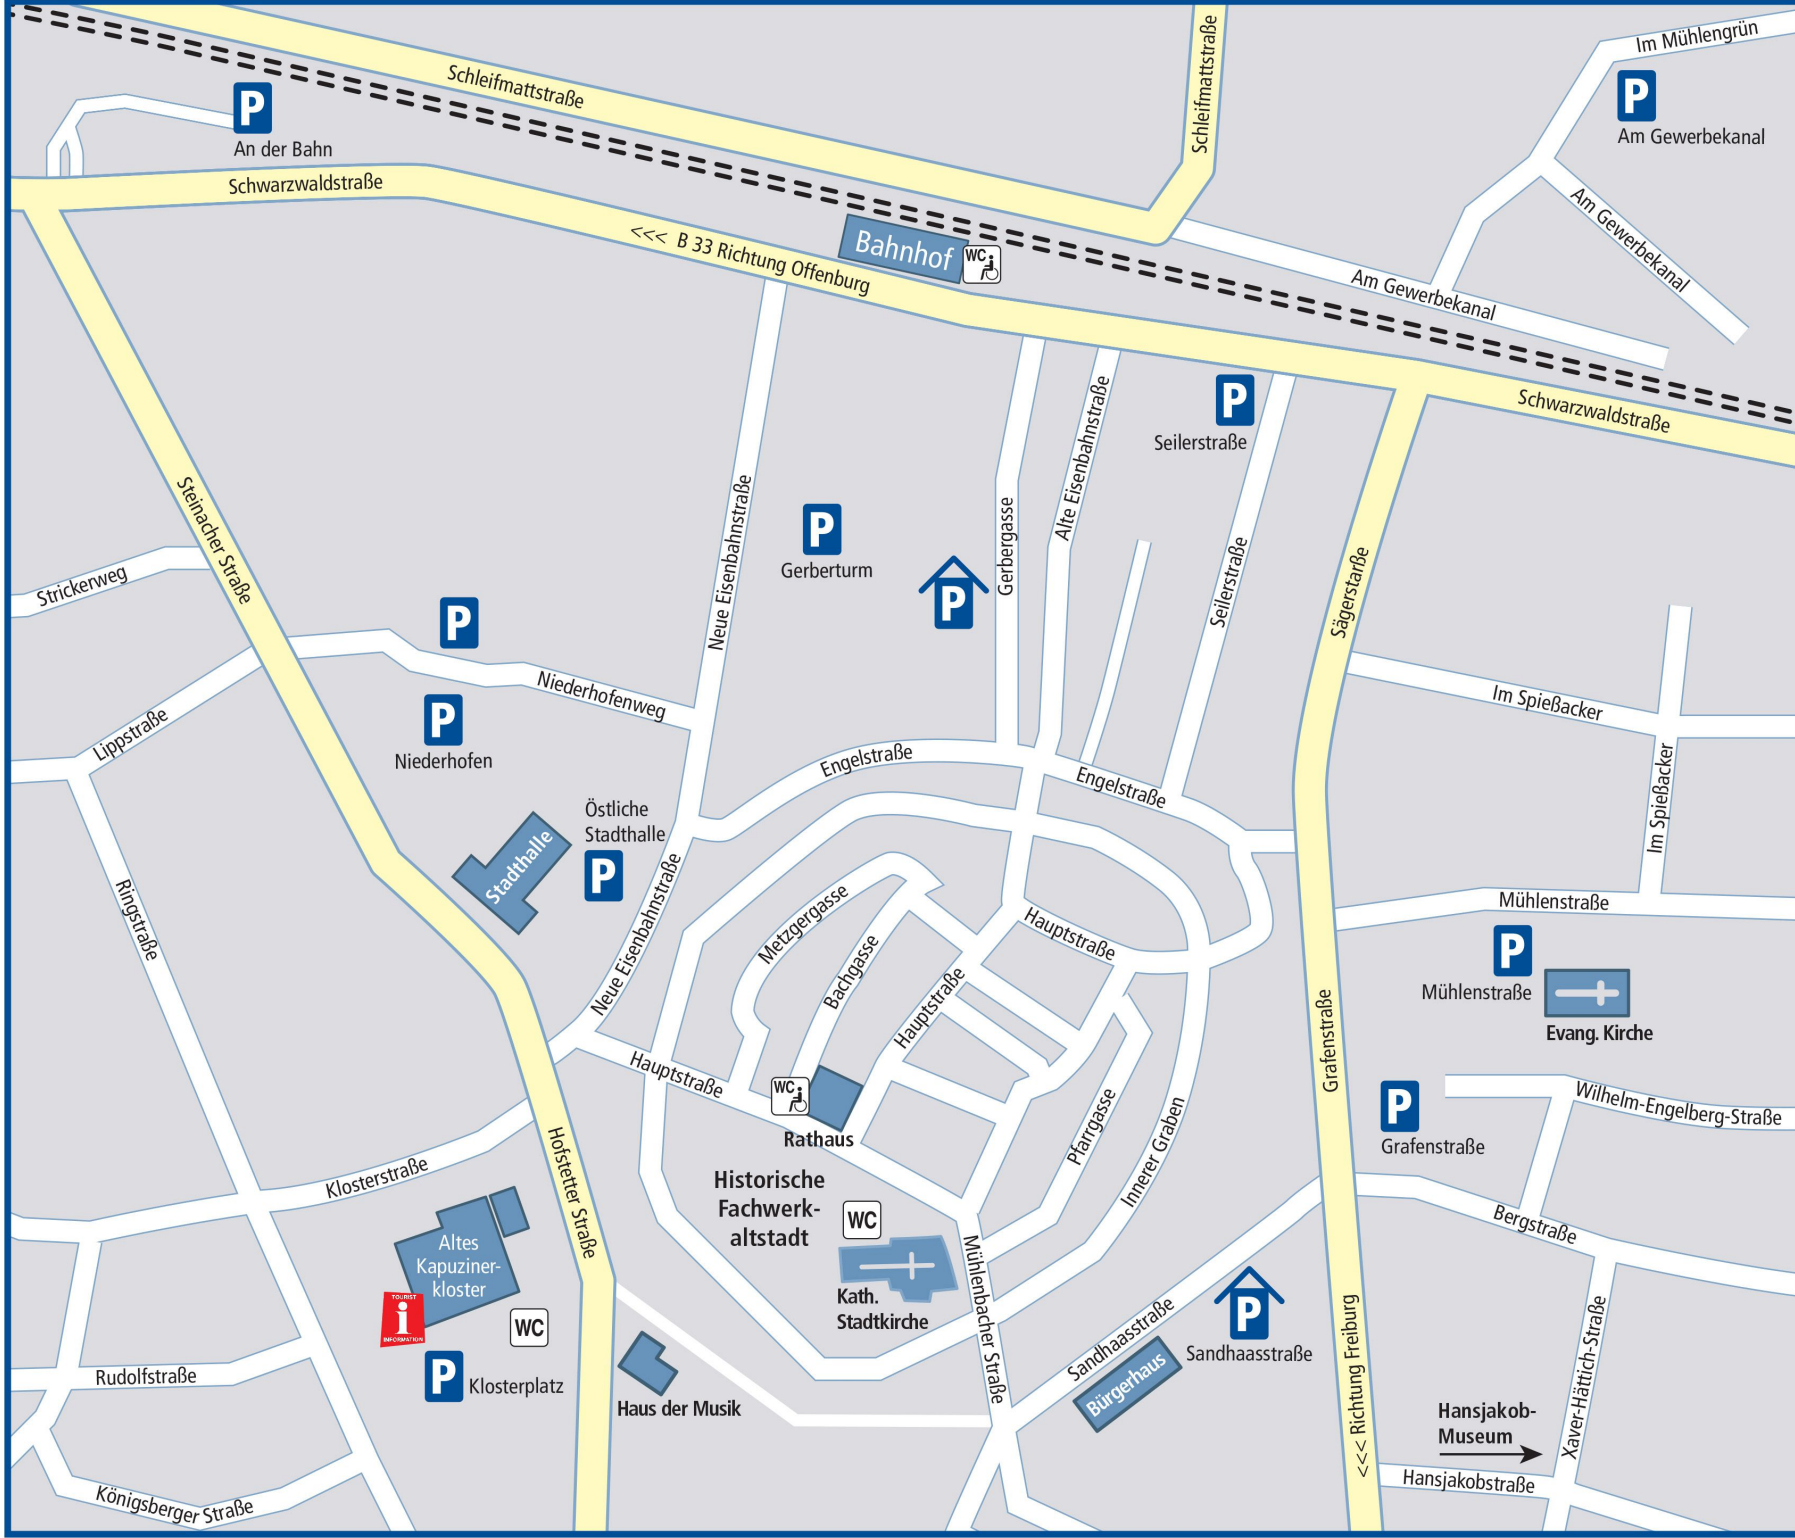 Schleifmattstraße
Schleifmattstraße
Im Mühlengrün
P
Am Gewerbekanal
P
An der Bahn
Schwarzwaldstraße
<<< B 33 Richtung Offenburg
Bahnhof
WC
Am Gewerbekanal
Am Gewerbekanal
Schwarzwaldstraße
P
Seilerstraße
Steinacher Straße
Strickerweg
Neue Eisenbahnstraße
P
Gerberturm
P
Gerbergasse
Alte Eisenbahnstraße
Seilerstraße
Sägerstarße
P
Niederhofenweg
P
Niederhofen
Lippstraße
Im Spießacker
Im Spießacker
Engelstraße
Engelstraße
Östliche
Stadthalle
P
Stadthalle
Ringstraße
Neue Eisenbahnstraße
Metzgergasse
Bachgasse
Hauptstraße
Hauptstraße
Mühlenstraße
P
Mühlenstraße
Evang. Kirche
Grafenstraße
Hauptstraße
WC
Rathaus
Pfarrgasse
Innerer Graben
P
Grafenstraße
Wilhelm-Engelberg-Straße
Bergstraße
Klosterstraße
Hofstetter Straße
Historische
Fachwerk-
altstadt
WC
Kath.
Stadtkirche
Mühlenbacher Straße
Altes
Kapuziner-
kloster
TOURIST
i
INFORMATION
WC
P
Klosterplatz
Haus der Musik
Rudolfstraße
Königsberger Straße
Sandhaasstraße
Bürgerhaus
P
Sandhaasstraße
<<< Richtung Freiburg
Hansjakob-
Museum
Xaver-Hättich-Straße
Hansjakobstraße